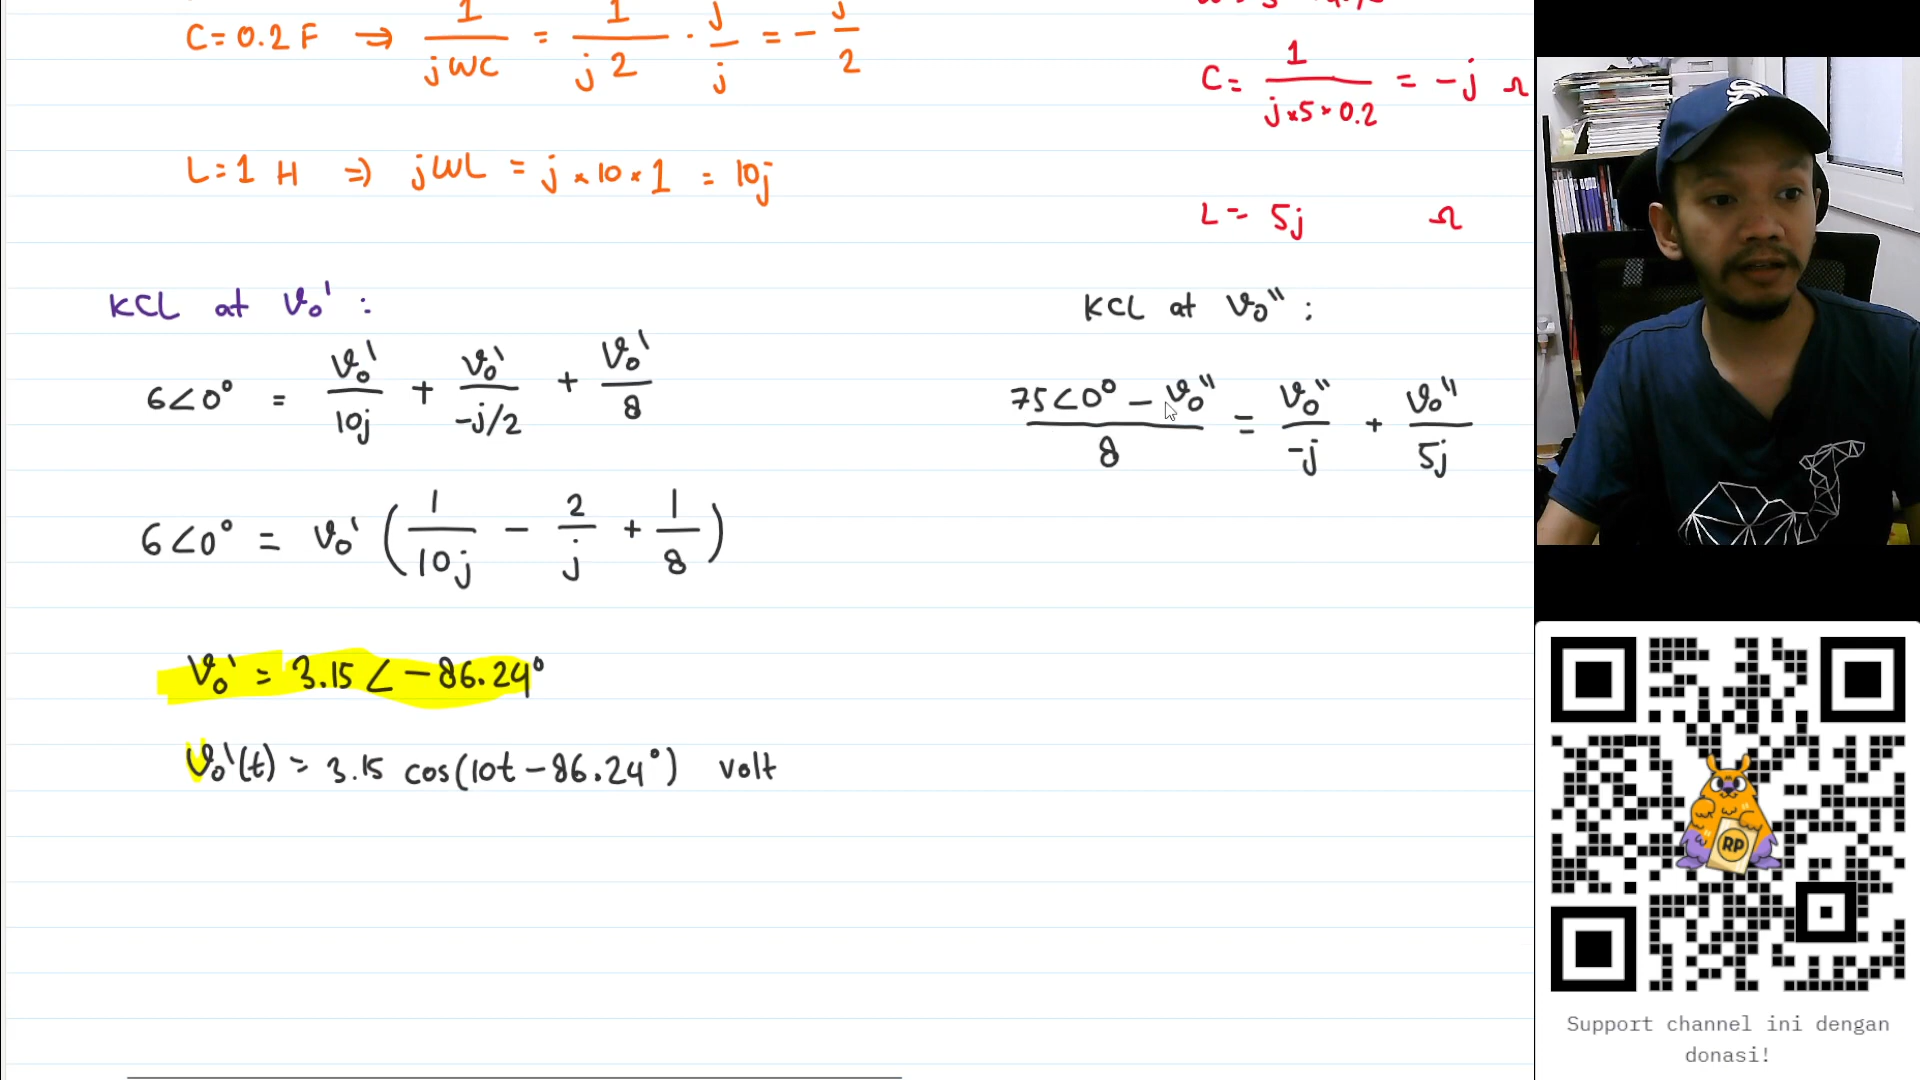 C = 0.2 F ⇒ 1/jWC = 1/j2 · j/j = - j/2
L = 1 H ⇒ jWL = j × 10 × 1 = 10j
KCL at V₀' :
6∠0° = V₀'/10j + V₀'/-j/2 + V₀'/8
6∠0° = V₀' (1/10j - 2/j + 1/8)
V₀' = 3.15 ∠ -86.24°
V₀'(t) = 3.15 cos(10t - 86.24°) volt
C = 1/j×5×0.2 = -j Ω
L = 5j Ω
KCL at V₀" :
75∠0° - V₀"/8 = V₀"/-j + V₀"/5j
RP
Support channel ini dengan
donasi!